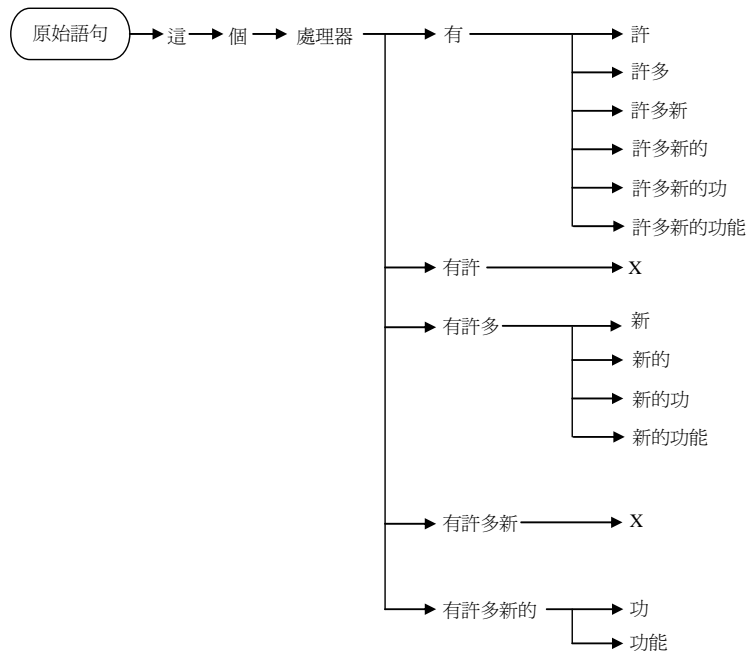 原始語句 這 個 處理器 有 許
許多
許多新
許多新的
許多新的功
許多新的功能
有許 X
有許多 新
新的
新的功
新的功能
有許多新 X
有許多新的 功
功能